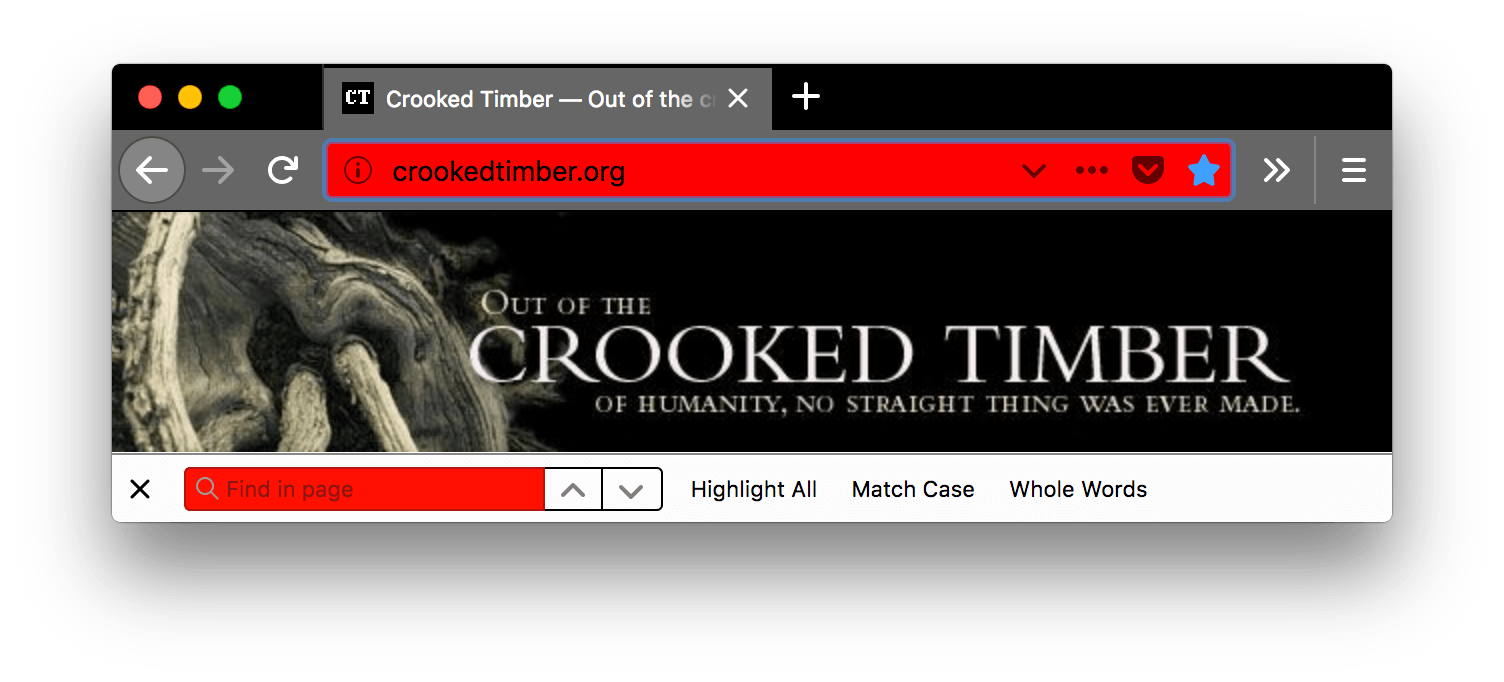 CT Crooked Timber — Out of the
crookedtimber.org
OUT OF THE
CROOKED TIMBER
OF HUMANITY, NO STRAIGHT THING WAS EVER MADE.
Find in page Highlight All Match Case Whole Words